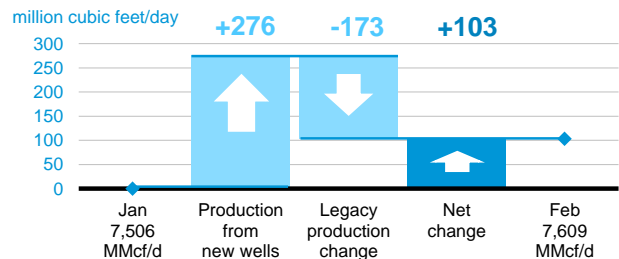 million cubic feet/day
+276 -173 +103
300
250
200
150
100
50
0
Jan
7,506
MMcf/d
Production
from
new wells
Legacy
production
change
Net
change
Feb
7,609
MMcf/d